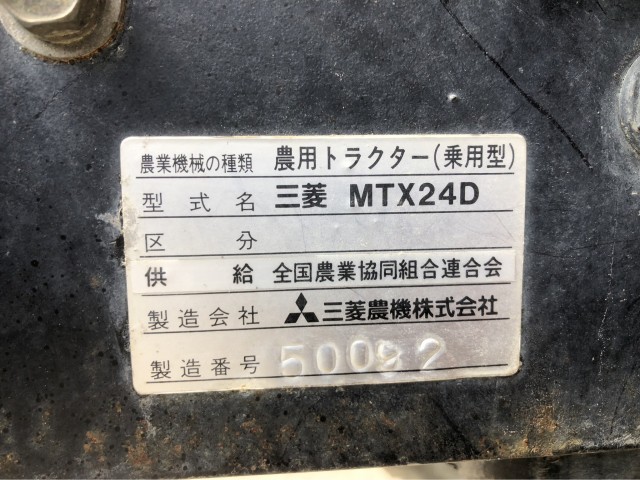 農業機械の種類 農用トラクター(乗用型)
型式名 三菱 MTX24D
区分
供給 全国農業協同組合連合会
製造会社 三菱農機株式会社
製造番号 50092